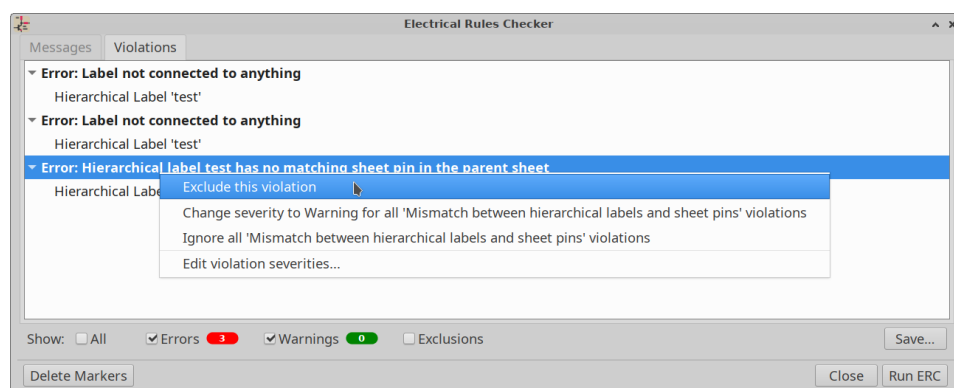 Electrical Rules Checker
Messages Violations
Error: Label not connected to anything
Hierarchical Label 'test'
Error: Label not connected to anything
Hierarchical Label 'test'
Error: Hierarchical label test has no matching sheet pin in the parent sheet
Hierarchical Labe
Exclude this violation
Change severity to Warning for all 'Mismatch between hierarchical labels and sheet pins' violations
Ignore all 'Mismatch between hierarchical labels and sheet pins' violations
Edit violation severities...
Show: All Errors 3 Warnings 0 Exclusions Save...
Delete Markers Close Run ERC